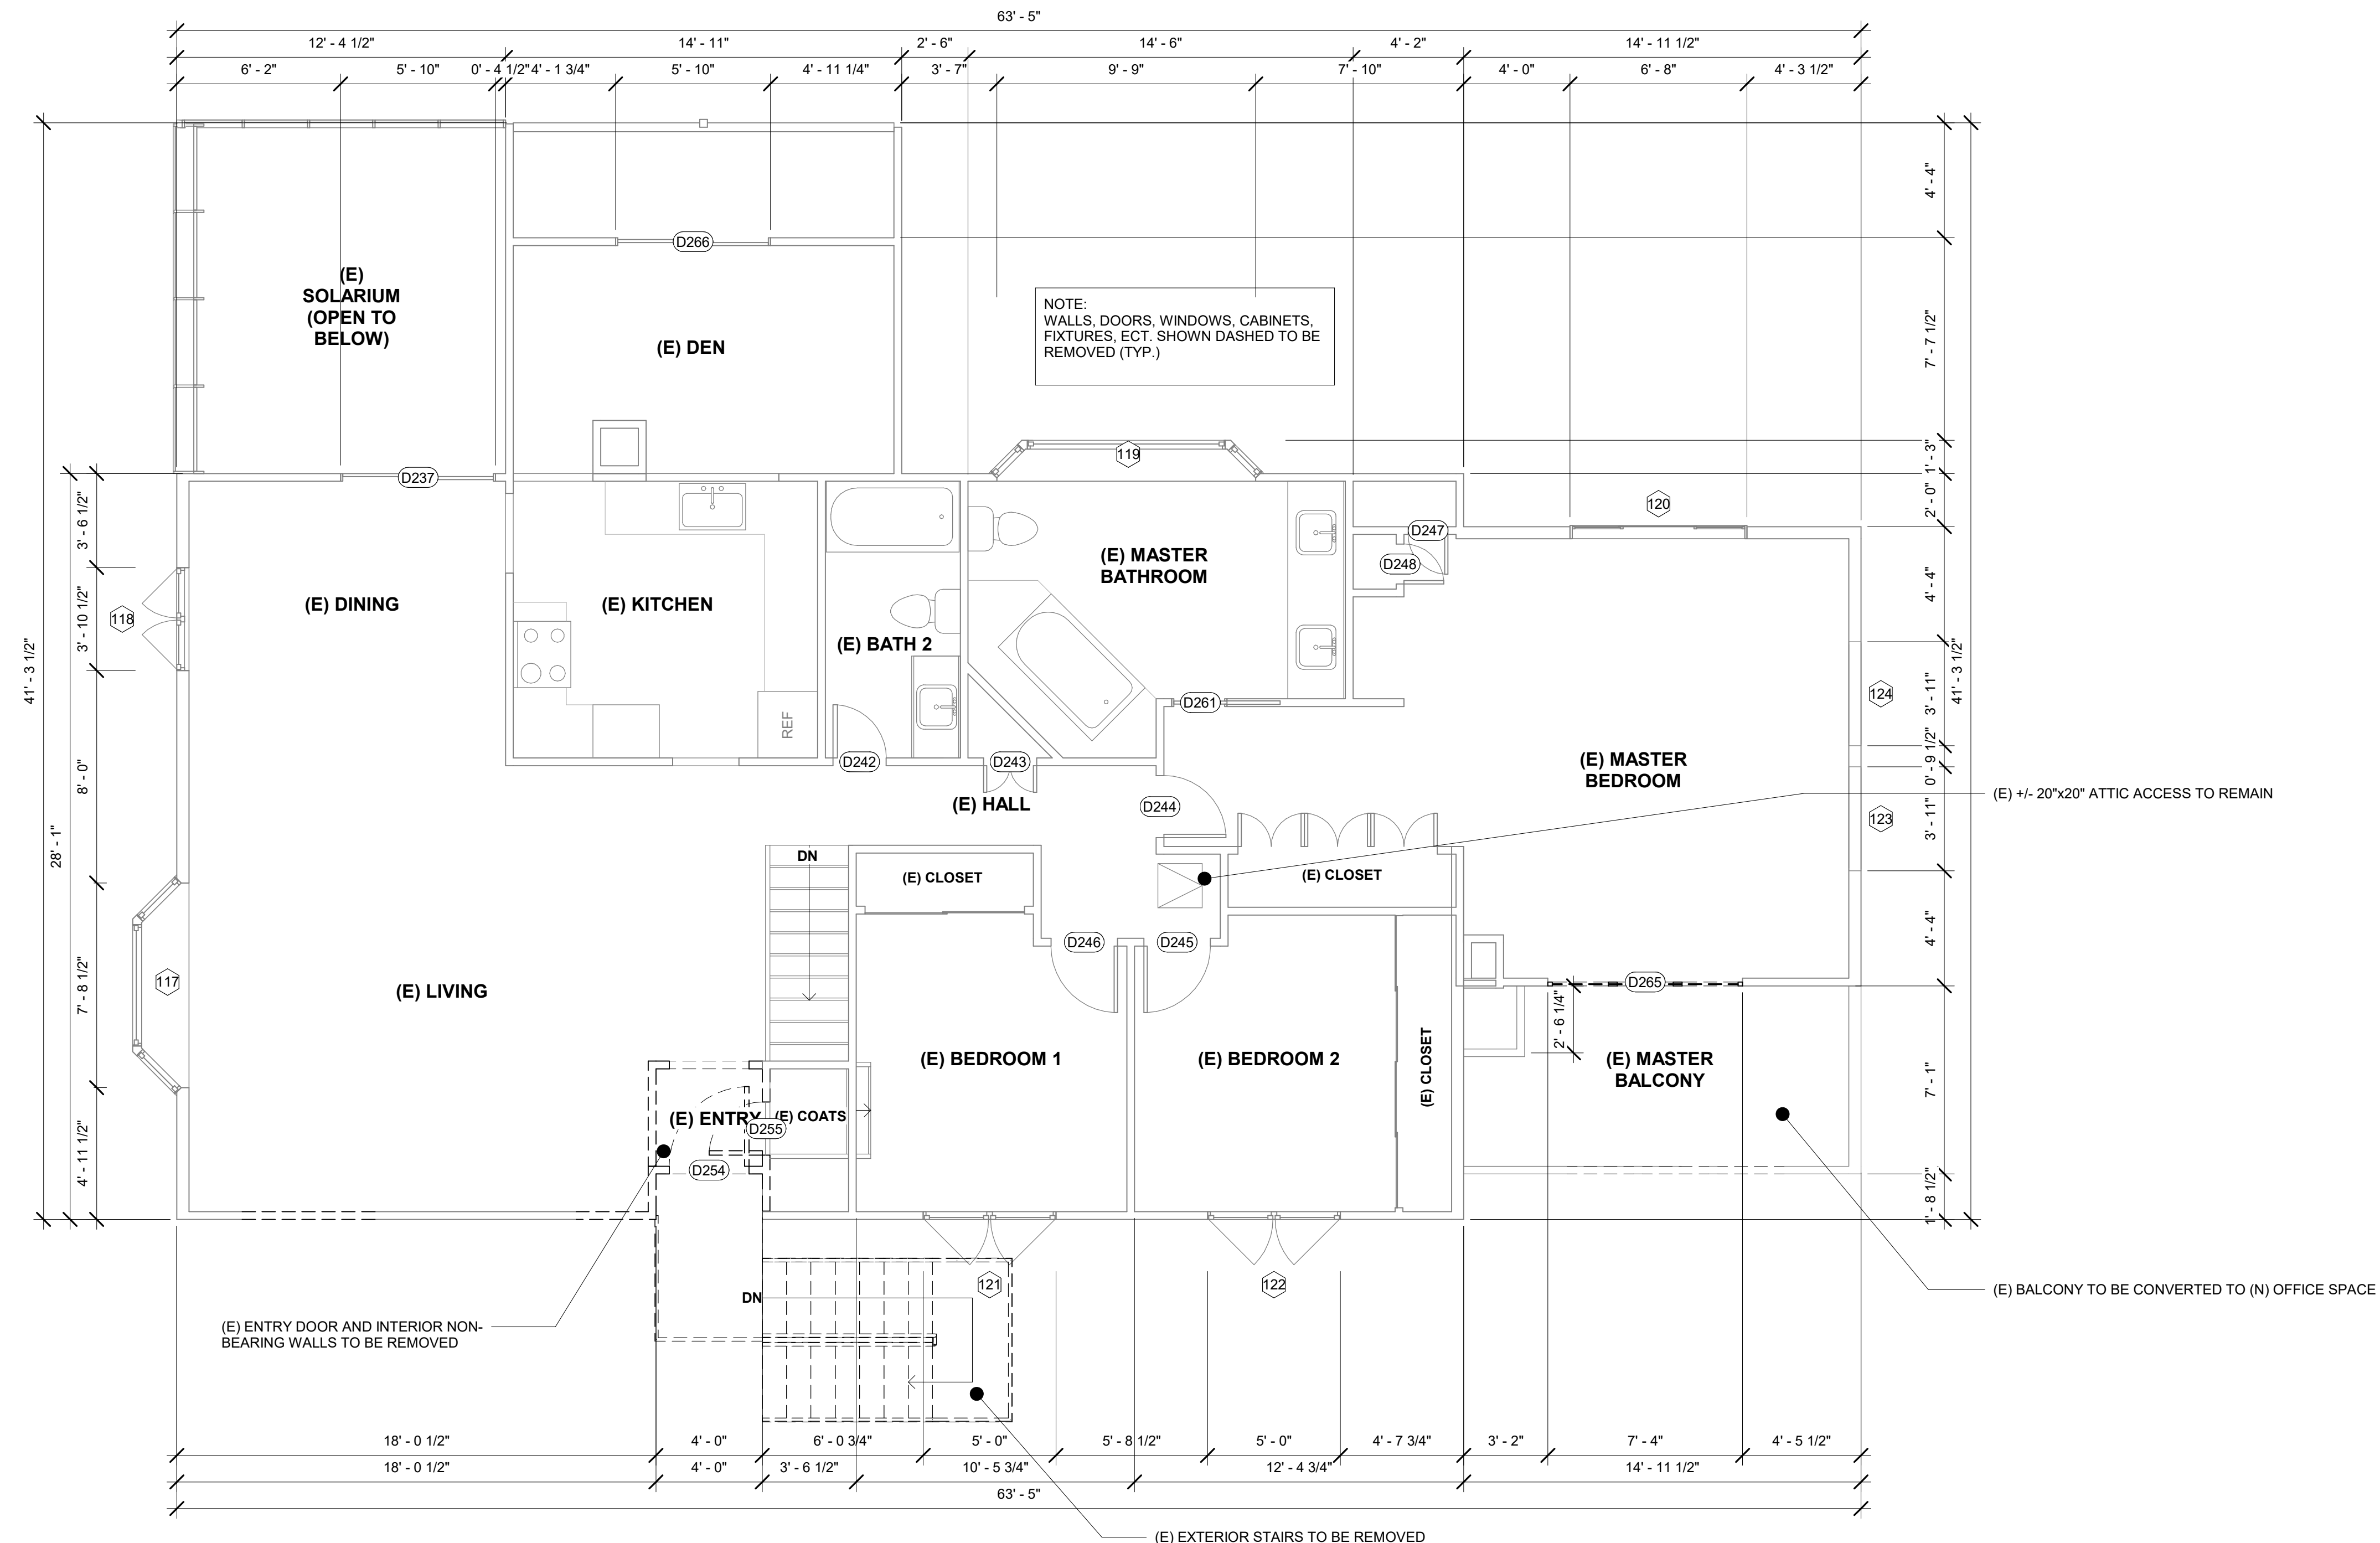 63' - 5"
12' - 4 1/2"
14' - 11"
2' - 6"
14' - 6"
4' - 2"
14' - 11 1/2"
6' - 2"
5' - 10"
0' - 4 1/2"
4' - 1 3/4"
5' - 10"
4' - 11 1/4"
3' - 7"
9' - 9"
7' - 10"
4' - 0"
6' - 8"
4' - 3 1/2"
41' - 3 1/2"
28' - 1"
3' - 6 1/2"
3' - 10 1/2"
8' - 0"
7' - 8 1/2"
4' - 11 1/2"
(E)
SOLARIUM
(OPEN TO
BELOW)
D266
(E) DEN
NOTE:
WALLS, DOORS, WINDOWS, CABINETS,
FIXTURES, ECT. SHOWN DASHED TO BE
REMOVED (TYP.)
D237
119
120
D247
D248
118
(E) DINING
(E) KITCHEN
REF
(E) BATH 2
(E) MASTER
BATHROOM
D261
D242
D243
(E) HALL
D244
(E) MASTER
BEDROOM
124
123
4' - 4"
7' - 7 1/2"
1' - 3"
2' - 0"
4' - 4"
3' - 11"
0' - 9 1/2"
3' - 11"
4' - 4"
7' - 1"
1' - 8 1/2"
41' - 3 1/2"
(E) +/- 20"x20" ATTIC ACCESS TO REMAIN
DN
(E) CLOSET
(E) CLOSET
D246
D245
117
(E) LIVING
D265
2' - 6 1/4"
(E) BEDROOM 1
(E) BEDROOM 2
(E) CLOSET
(E) MASTER
BALCONY
(E) ENTRY
(E) COATS
D255
D254
121
122
DN
(E) BALCONY TO BE CONVERTED TO (N) OFFICE SPACE
(E) ENTRY DOOR AND INTERIOR NON-
BEARING WALLS TO BE REMOVED
18' - 0 1/2"
4' - 0"
6' - 0 3/4"
5' - 0"
5' - 8 1/2"
5' - 0"
4' - 7 3/4"
3' - 2"
7' - 4"
4' - 5 1/2"
18' - 0 1/2"
4' - 0"
3' - 6 1/2"
10' - 5 3/4"
12' - 4 3/4"
14' - 11 1/2"
63' - 5"
(E) EXTERIOR STAIRS TO BE REMOVED